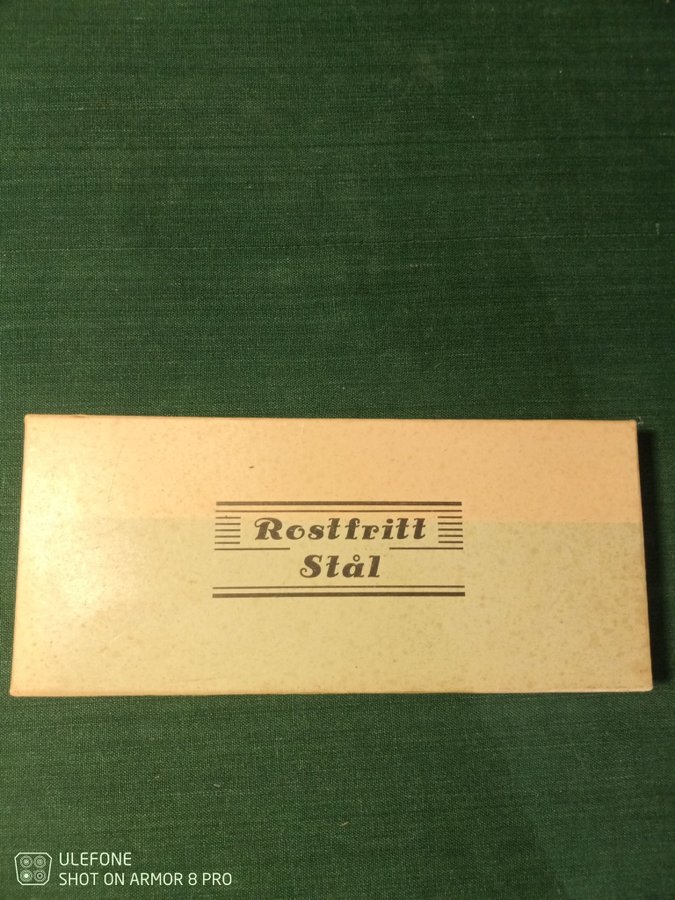 Rostfritt
Stål
ULEFONE
SHOT ON ARMOR 8 PRO